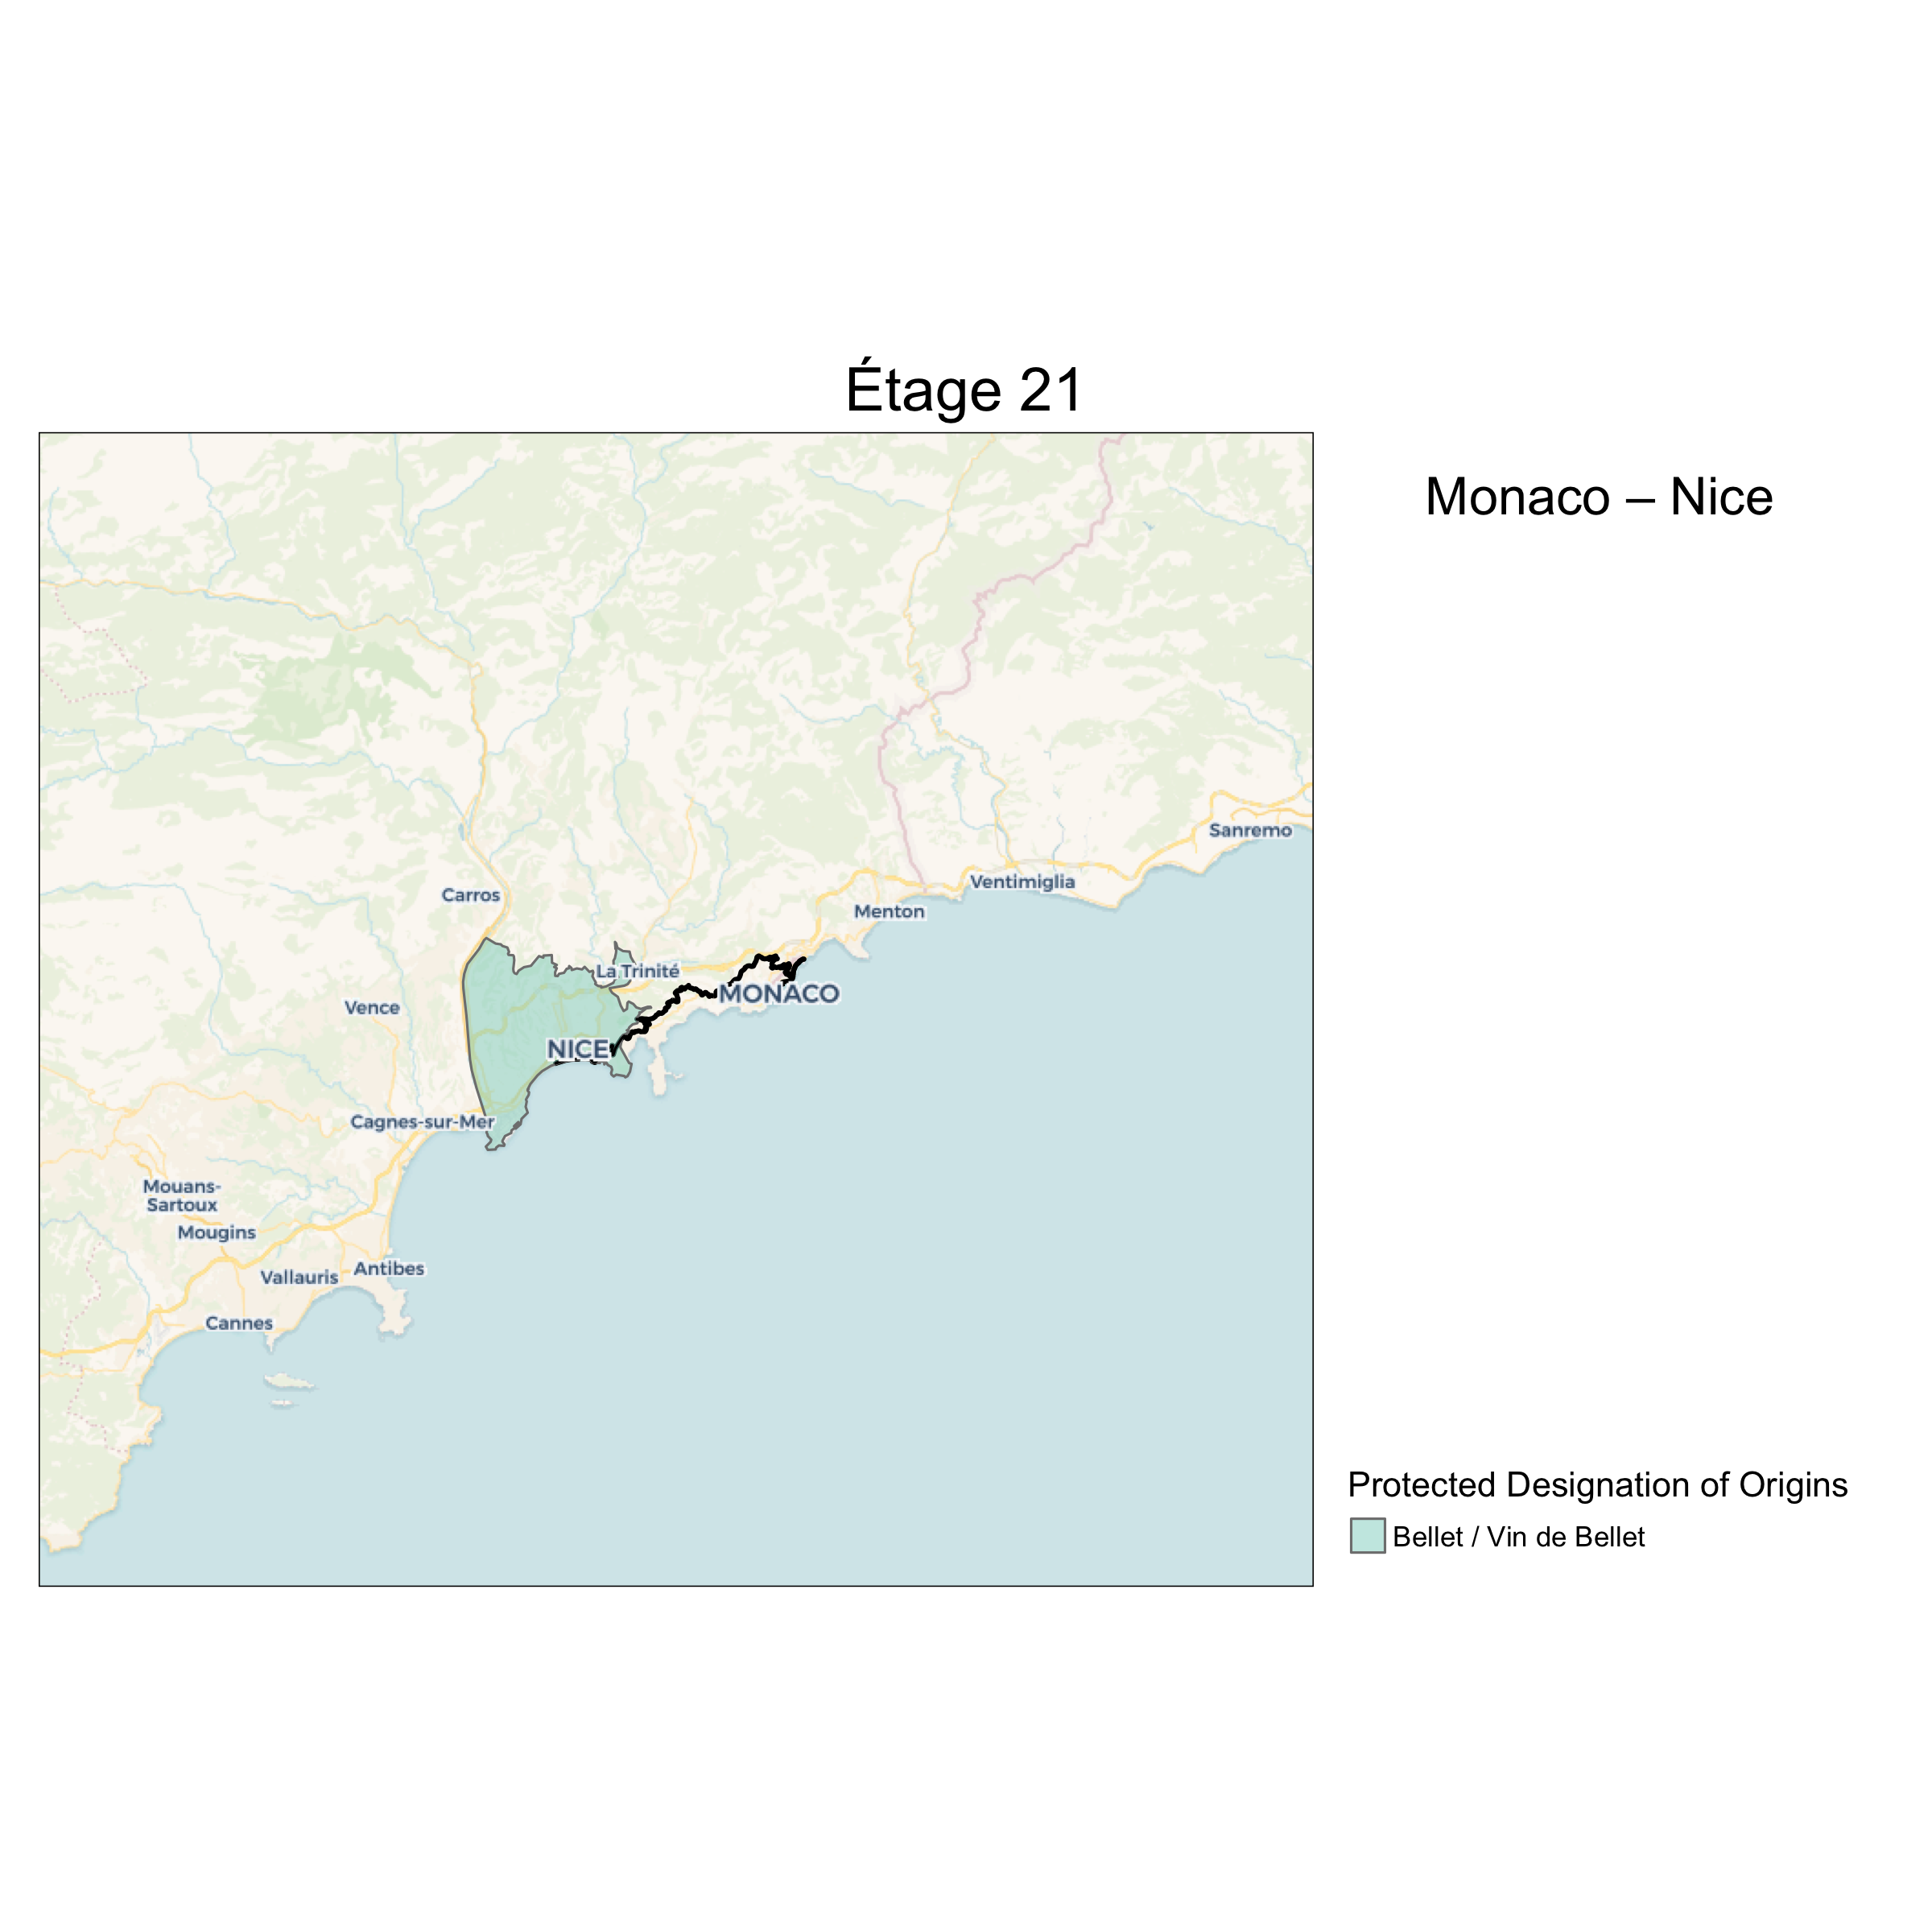 Étage 21
Monaco – Nice
Sanremo
Ventimiglia
Carros
Menton
La Trinité
MONACO
Vence
NICE
Cagnes-sur-Mer
Mouans-
Sartoux
Mougins
Vallauris
Antibes
Cannes
Protected Designation of Origins
Bellet / Vin de Bellet